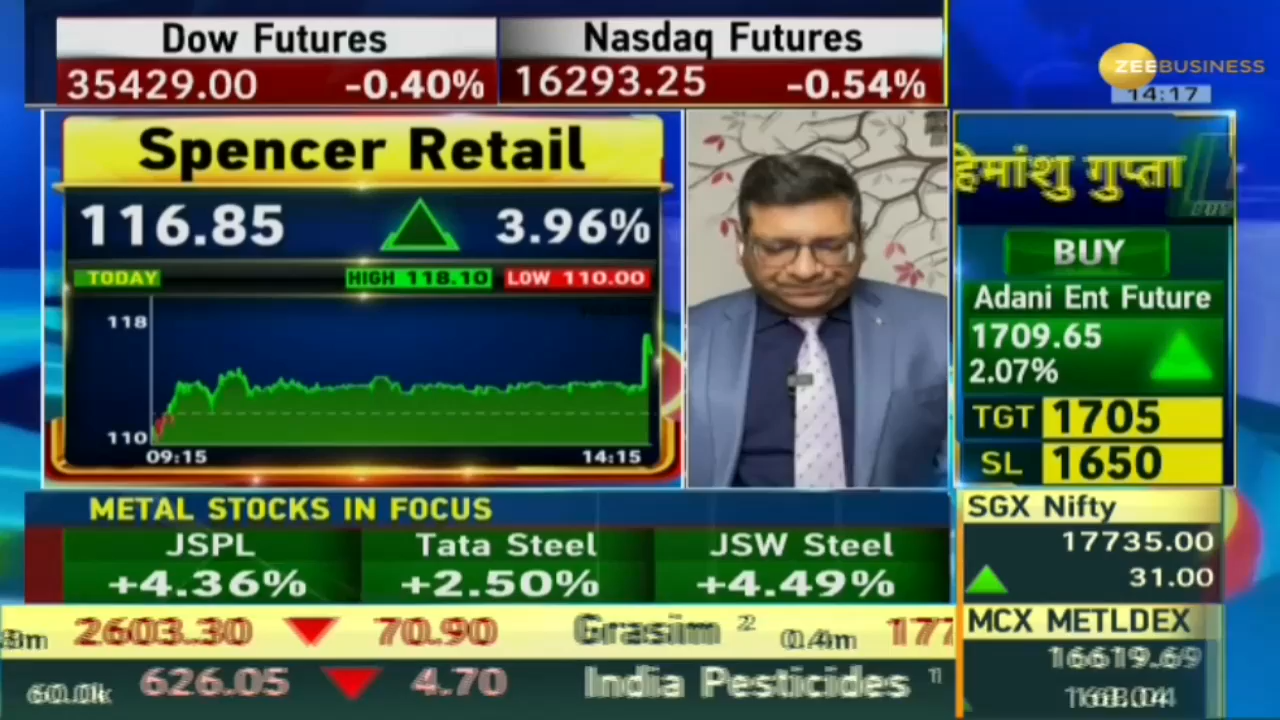 Dow Futures
35429.00 -0.40%
Nasdaq Futures
16293.25 -0.54%
ZEEBUSINESS
14:17
Spencer Retail
116.85 3.96%
TODAY HIGH 118.10 LOW 110.00
118
110
09:15 14:15
हिमांशु गुप्ता
BUY
Adani Ent Future
1709.65
2.07%
TGT 1705
SL 1650
METAL STOCKS IN FOCUS
JSPL Tata Steel JSW Steel
+4.36% +2.50% +4.49%
SGX Nifty
17735.00
31.00
MCX METLDEX
16619.69
2603.30 70.90 Grasim 0.4m 177
60.0k 626.05 4.70 India Pesticides